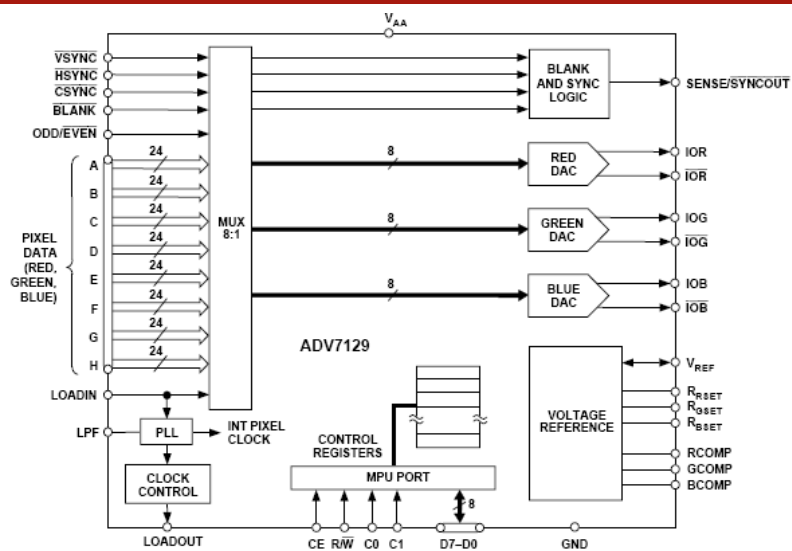 VAA
VSYNC
HSYNC
CSYNC
BLANK
ODD/EVEN
BLANK
AND SYNC
LOGIC
SENSE/SYNCOUT
PIXEL
DATA
(RED,
GREEN,
BLUE)
A 24
B 24
C 24
D 24
E 24
F 24
G 24
H 24
MUX
8:1
8
RED
DAC
IOR
IOR
8
GREEN
DAC
IOG
IOG
8
BLUE
DAC
IOB
IOB
ADV7129
LOADIN
LPF
PLL
INT PIXEL
CLOCK
CLOCK
CONTROL
LOADOUT
CONTROL
REGISTERS
MPU PORT
8
CE R/W C0 C1 D7–D0
VOLTAGE
REFERENCE
VREF
RRSET
RGSET
RBSET
RCOMP
GCOMP
BCOMP
GND